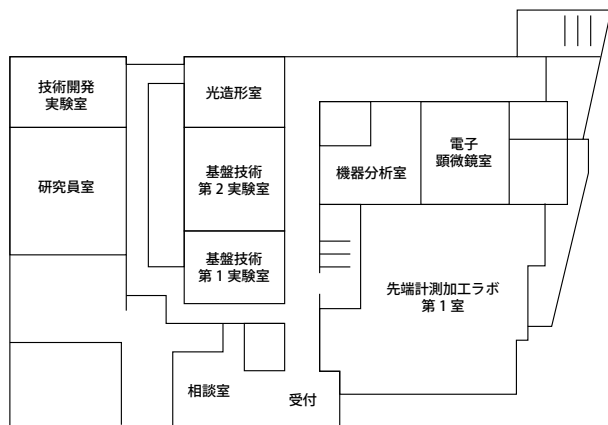 技術開発
実験室
光造形室
研究員室
基盤技術
第２実験室
機器分析室
電子
顕微鏡室
基盤技術
第１実験室
先端計測加工ラボ
第１室
相談室
受付